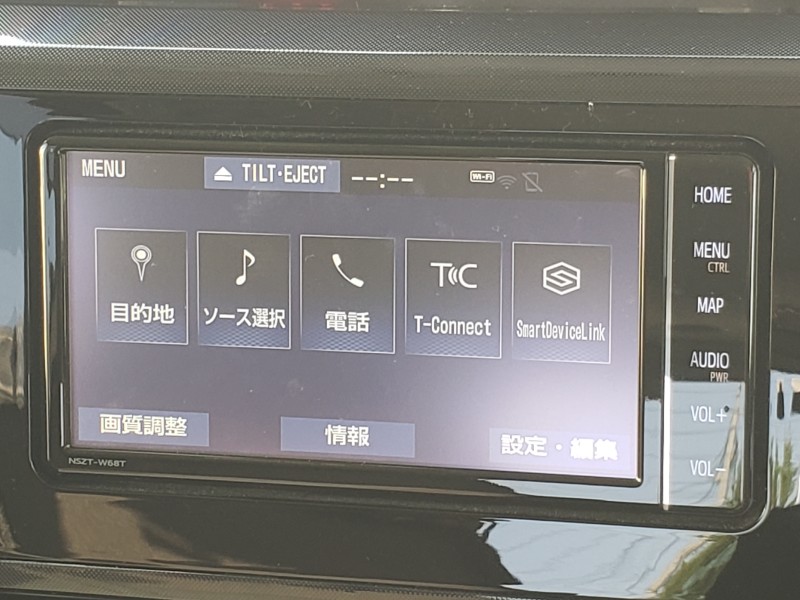 MENU
TILT・EJECT
--:--
Wi-Fi
HOME
MENU
CTRL
MAP
AUDIO
PWR
VOL+
VOL-
目的地
ソース選択
電話
TC
T-Connect
SmartDeviceLink
画質調整
情報
設定・編集
NSZT-W68T